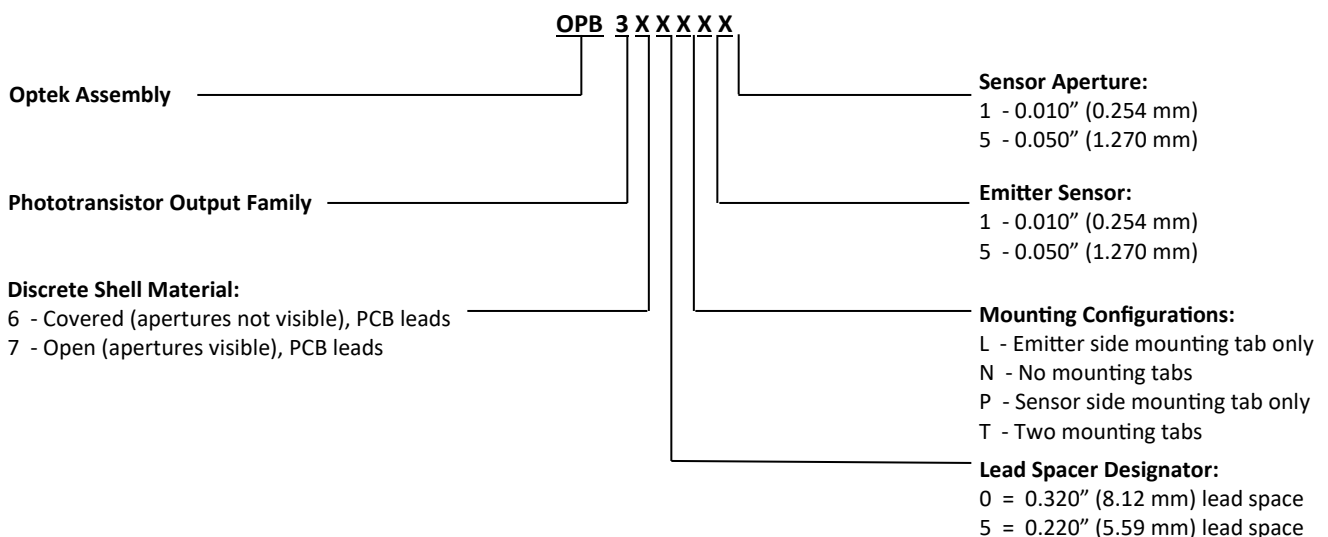 OPB 3 X X X X X
Optek Assembly
Phototransistor Output Family
Discrete Shell Material:
6 - Covered (apertures not visible), PCB leads
7 - Open (apertures visible), PCB leads
Sensor Aperture:
1 - 0.010” (0.254 mm)
5 - 0.050” (1.270 mm)
Emitter Sensor:
1 - 0.010” (0.254 mm)
5 - 0.050” (1.270 mm)
Mounting Configurations:
L - Emitter side mounting tab only
N - No mounting tabs
P - Sensor side mounting tab only
T - Two mounting tabs
Lead Spacer Designator:
0 = 0.320” (8.12 mm) lead space
5 = 0.220” (5.59 mm) lead space